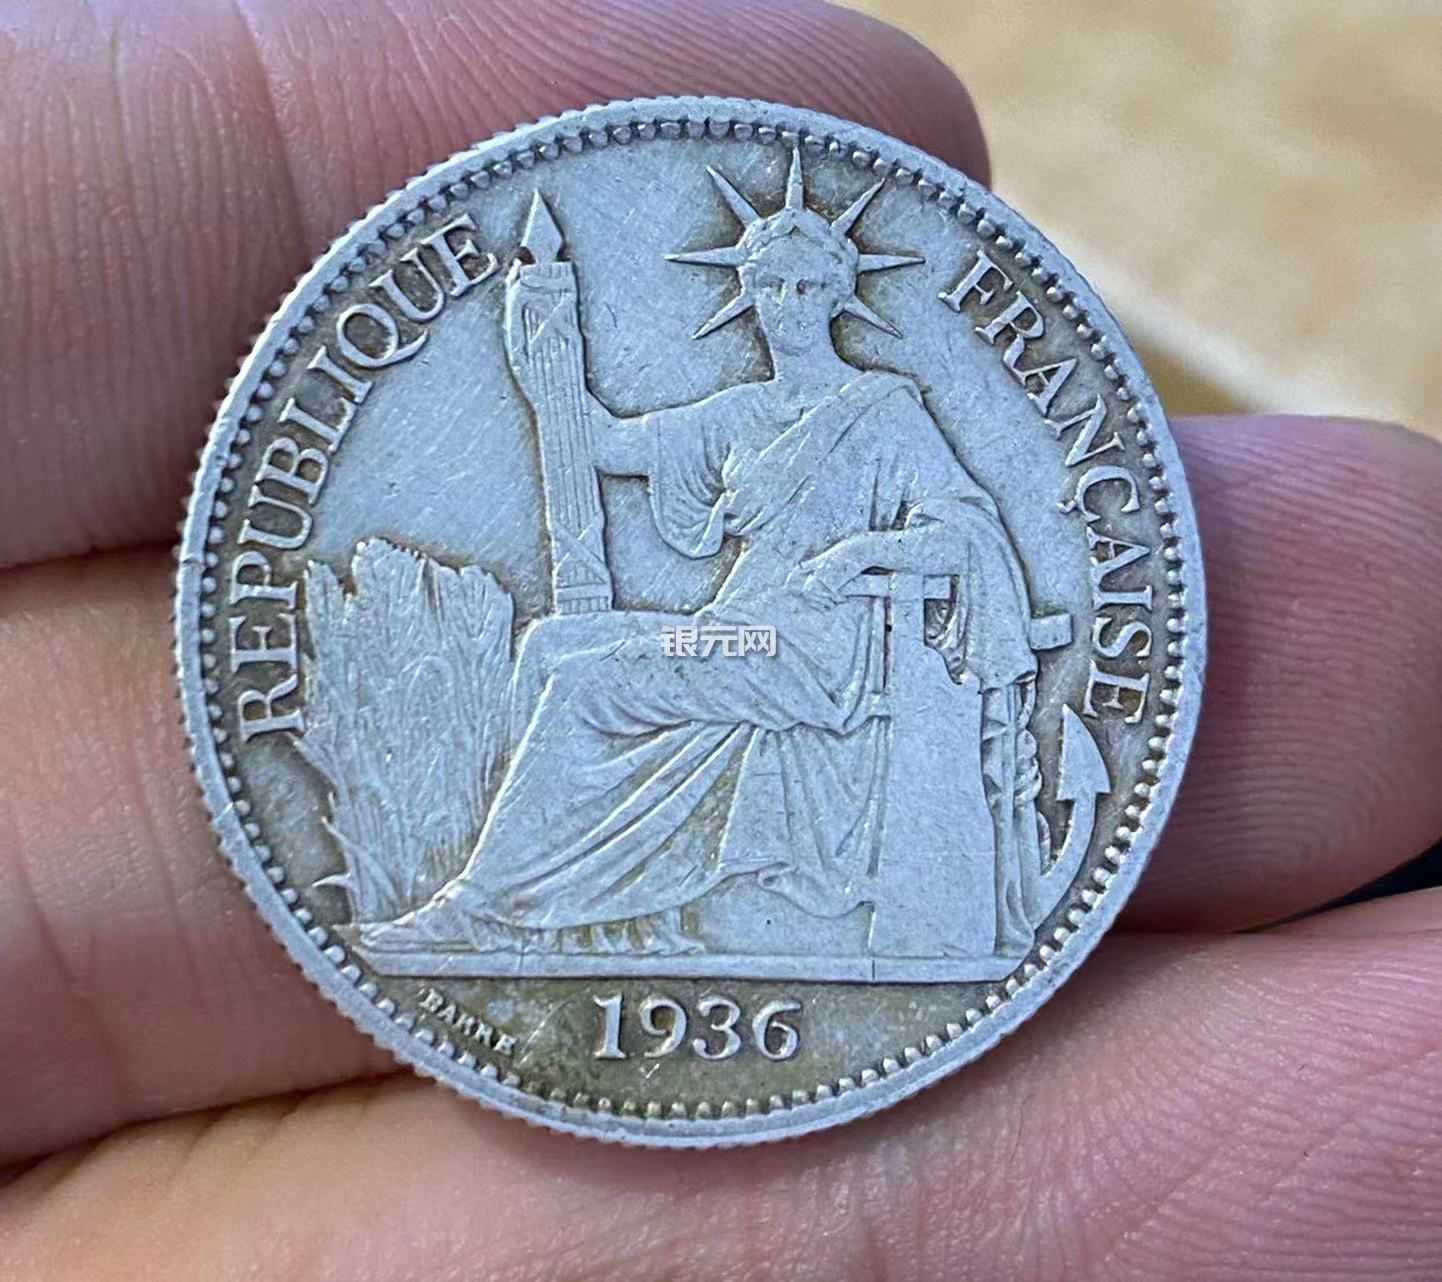 REPUBLIQUE FRANÇAISE
银元网
BARRE
1936